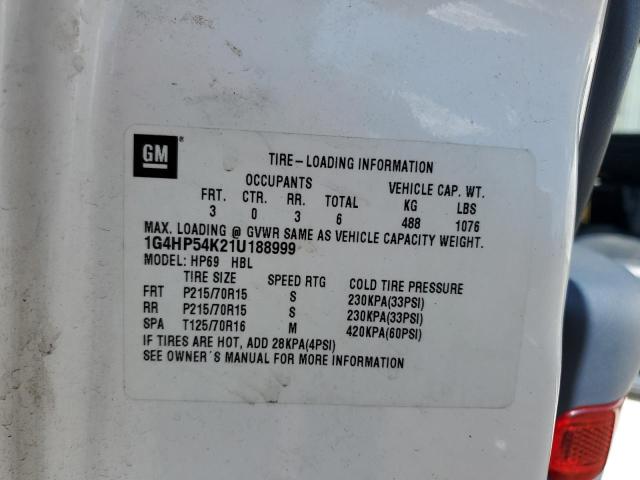 GM ®
TIRE-LOADING INFORMATION
OCCUPANTS VEHICLE CAP. WT.
FRT. CTR. RR. TOTAL KG LBS
3 0 3 6 488 1076
MAX. LOADING @ GVWR SAME AS VEHICLE CAPACITY WEIGHT.
1G4HP54K21U188999
MODEL: HP69 HBL
TIRE SIZE SPEED RTG COLD TIRE PRESSURE
FRT P215/70R15 S 230KPA(33PSI)
RR P215/70R15 S 230KPA(33PSI)
SPA T125/70R16 M 420KPA(60PSI)
IF TIRES ARE HOT, ADD 28KPA(4PSI)
SEE OWNER'S MANUAL FOR MORE INFORMATION